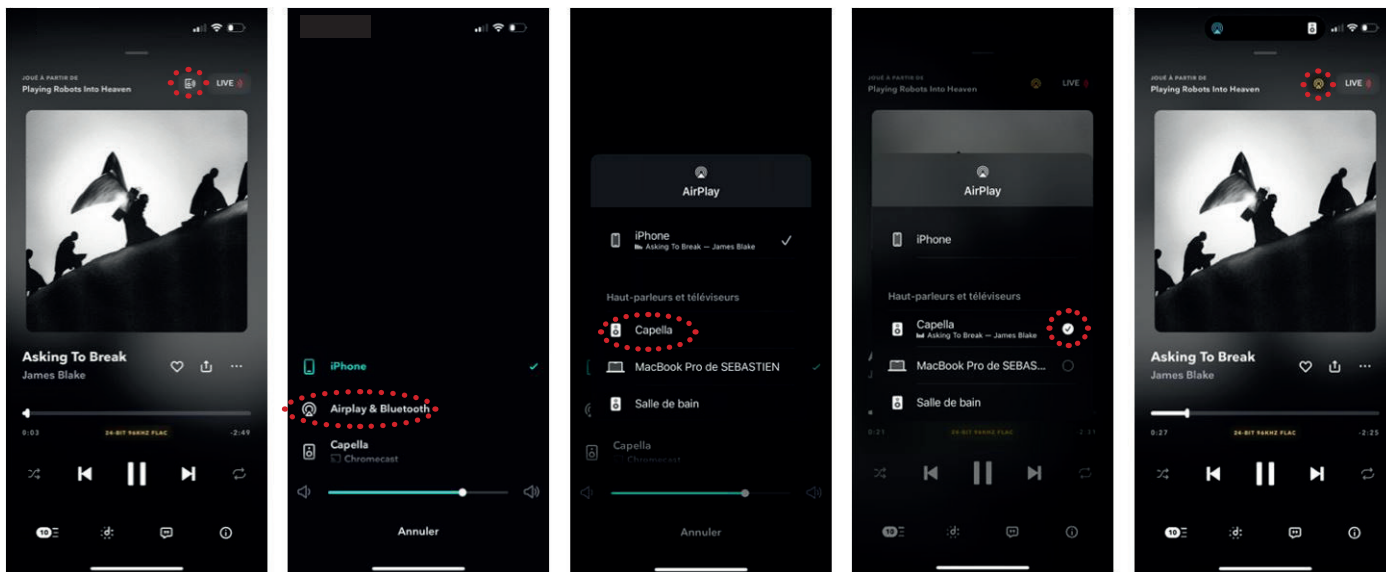 JOUÉ À PARTIR DE
Playing Robots Into Heaven
LIVE
Asking To Break
James Blake
0:03
24-BIT 96KHZ FLAC
-2:49
10
iPhone
Airplay & Bluetooth
Capella
Chromecast
Annuler
AirPlay
iPhone
Asking To Break — James Blake
Haut-parleurs et téléviseurs
Capella
MacBook Pro de SEBASTIEN
Salle de bain
Capella
Chromecast
Annuler
JOUÉ À PARTIR DE
Playing Robots Into Heaven
LIVE
AirPlay
iPhone
Haut-parleurs et téléviseurs
Capella
Asking To Break — James Blake
MacBook Pro de SEBAS...
Salle de bain
0:21
24-BIT 96KHZ FLAC
-2:31
10
JOUÉ À PARTIR DE
Playing Robots Into Heaven
LIVE
Asking To Break
James Blake
0:27
24-BIT 96KHZ FLAC
-2:25
10